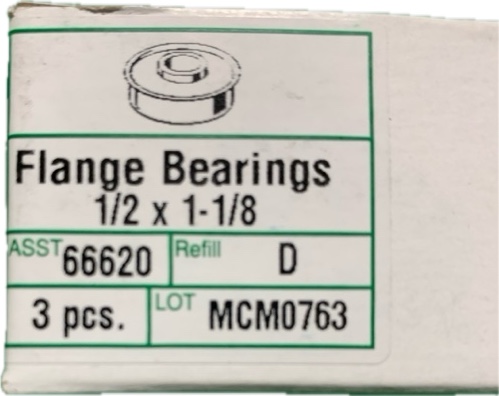 Flange Bearings
1/2 x 1-1/8
ASST 66620 Refill D
3 pcs. LOT MCM0763